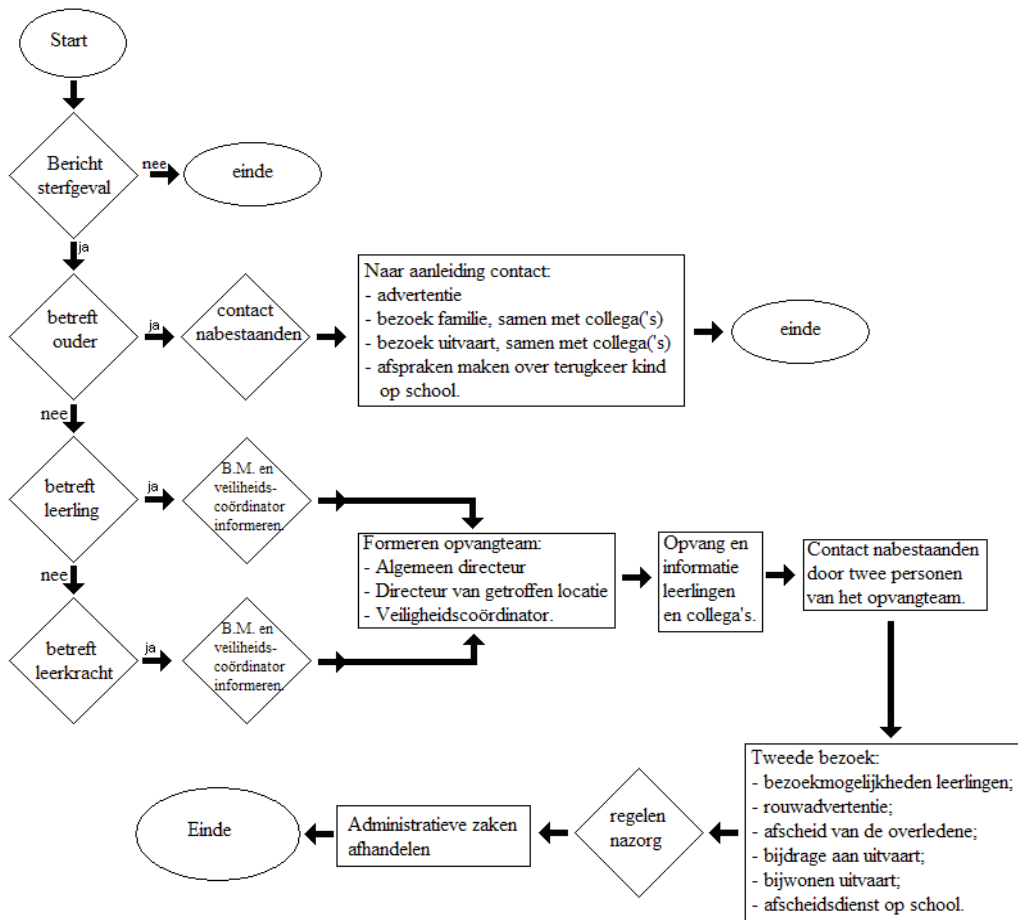 Start
Bericht
sterfgeval
nee
einde
ja
betreft
ouder
ja
contact
nabestaanden
Naar aanleiding contact:
- advertentie
- bezoek familie, samen met collega('s)
- bezoek uitvaart, samen met collega('s)
- afspraken maken over terugkeer kind
op school.
einde
nee
betreft
leerling
ja
B.M. en
veiliheids-
coördinator
informeren.
nee
betreft
leerkracht
ja
B.M. en
veiliheids-
coördinator
informeren.
Formeren opvangteam:
- Algemeen directeur
- Directeur van getroffen locatie
- Veiligheidscoördinator.
Opvang en
informatie
leerlingen
en collega's.
Contact nabestaanden
door twee personen
van het opvangteam.
Tweede bezoek:
- bezoekmogelijkheden leerlingen;
- rouwadvertentie;
- afscheid van de overledene;
- bijdrage aan uitvaart;
- bijwonen uitvaart;
- afscheidsdienst op school.
regelen
nazorg
Administratieve zaken
afhandelen
Einde